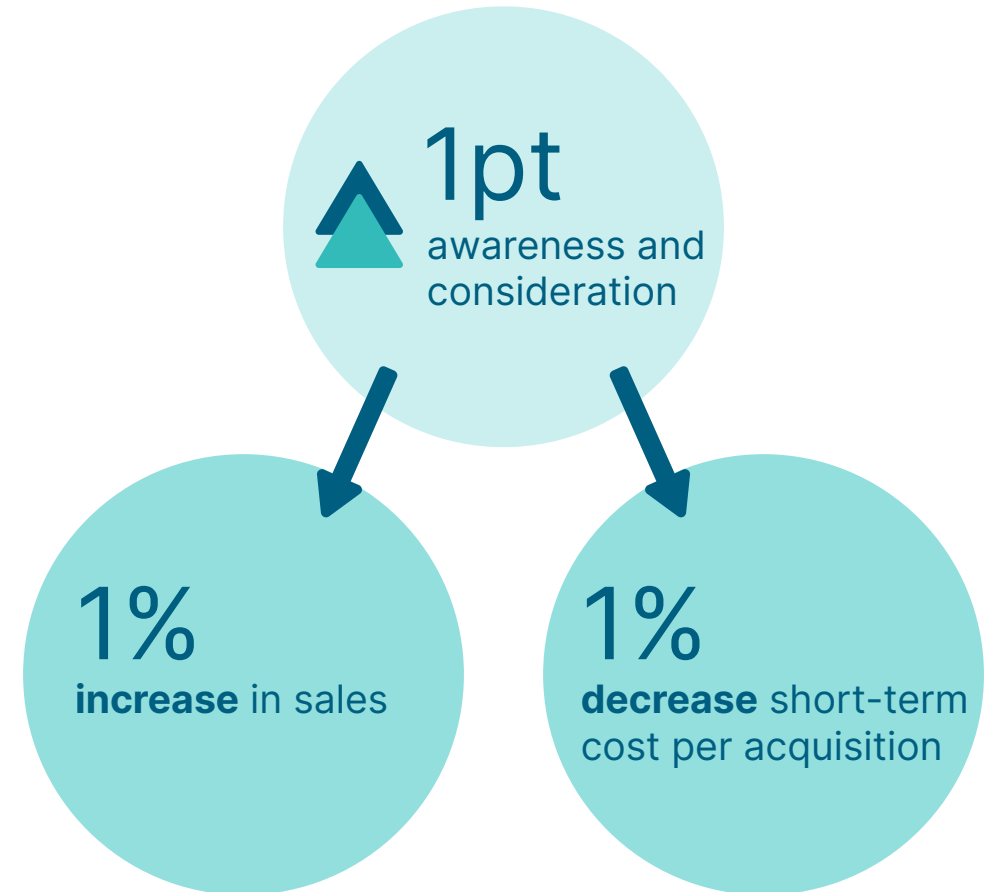 1pt
awareness and
consideration
1%
increase in sales
1%
decrease short-term
cost per acquisition